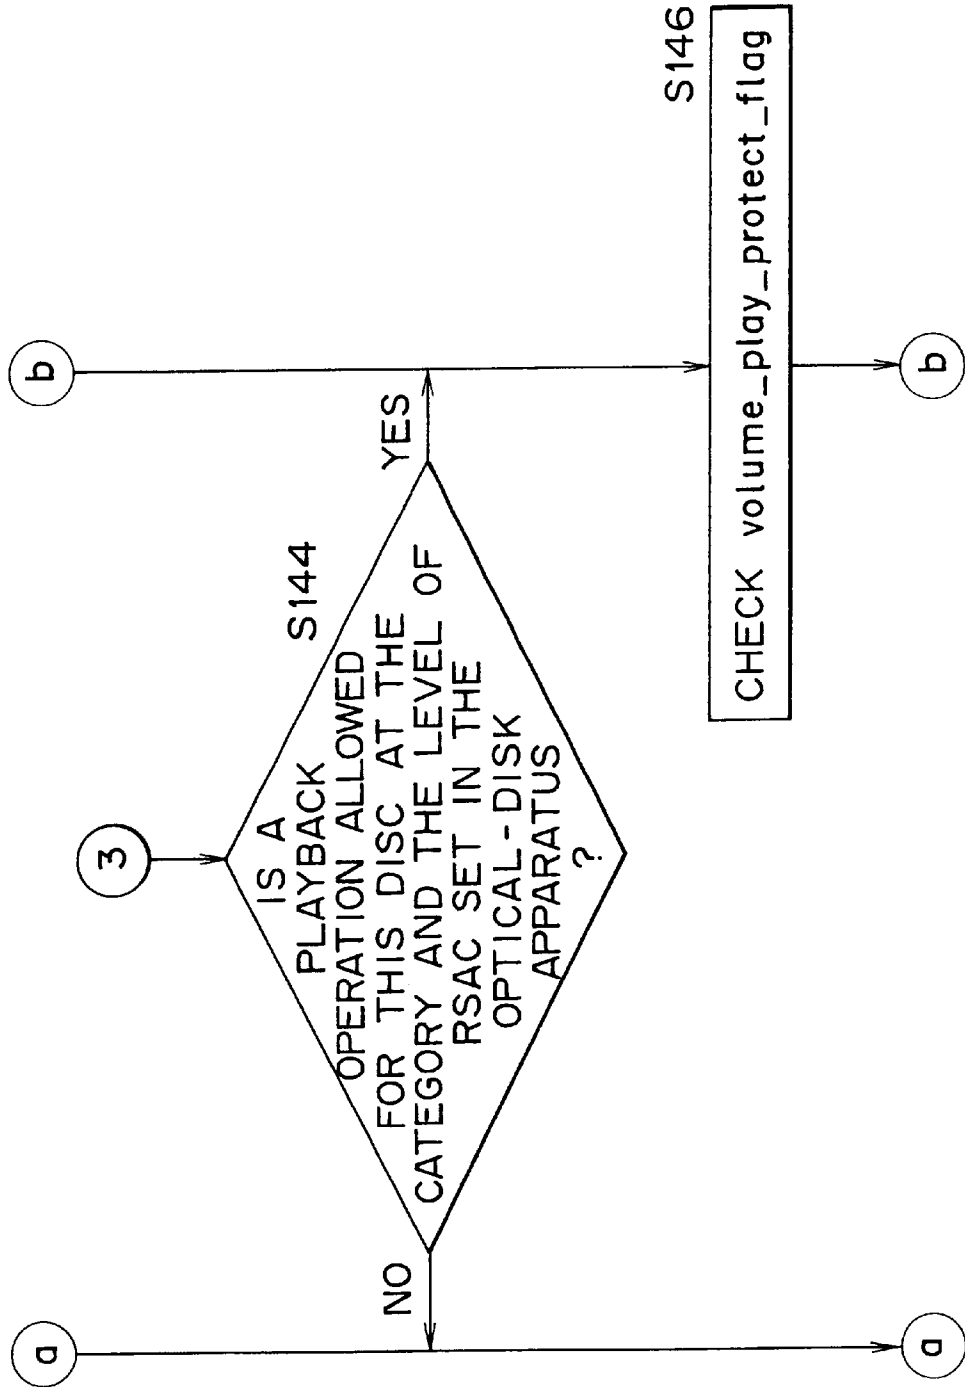 a
3
b
S144
IS A
PLAYBACK
OPERATION ALLOWED
FOR THIS DISC AT THE
CATEGORY AND THE LEVEL OF
RSAC SET IN THE
OPTICAL-DISK
APPARATUS
?
NO
YES
S146
CHECK volume_play_protect_flag
a
b